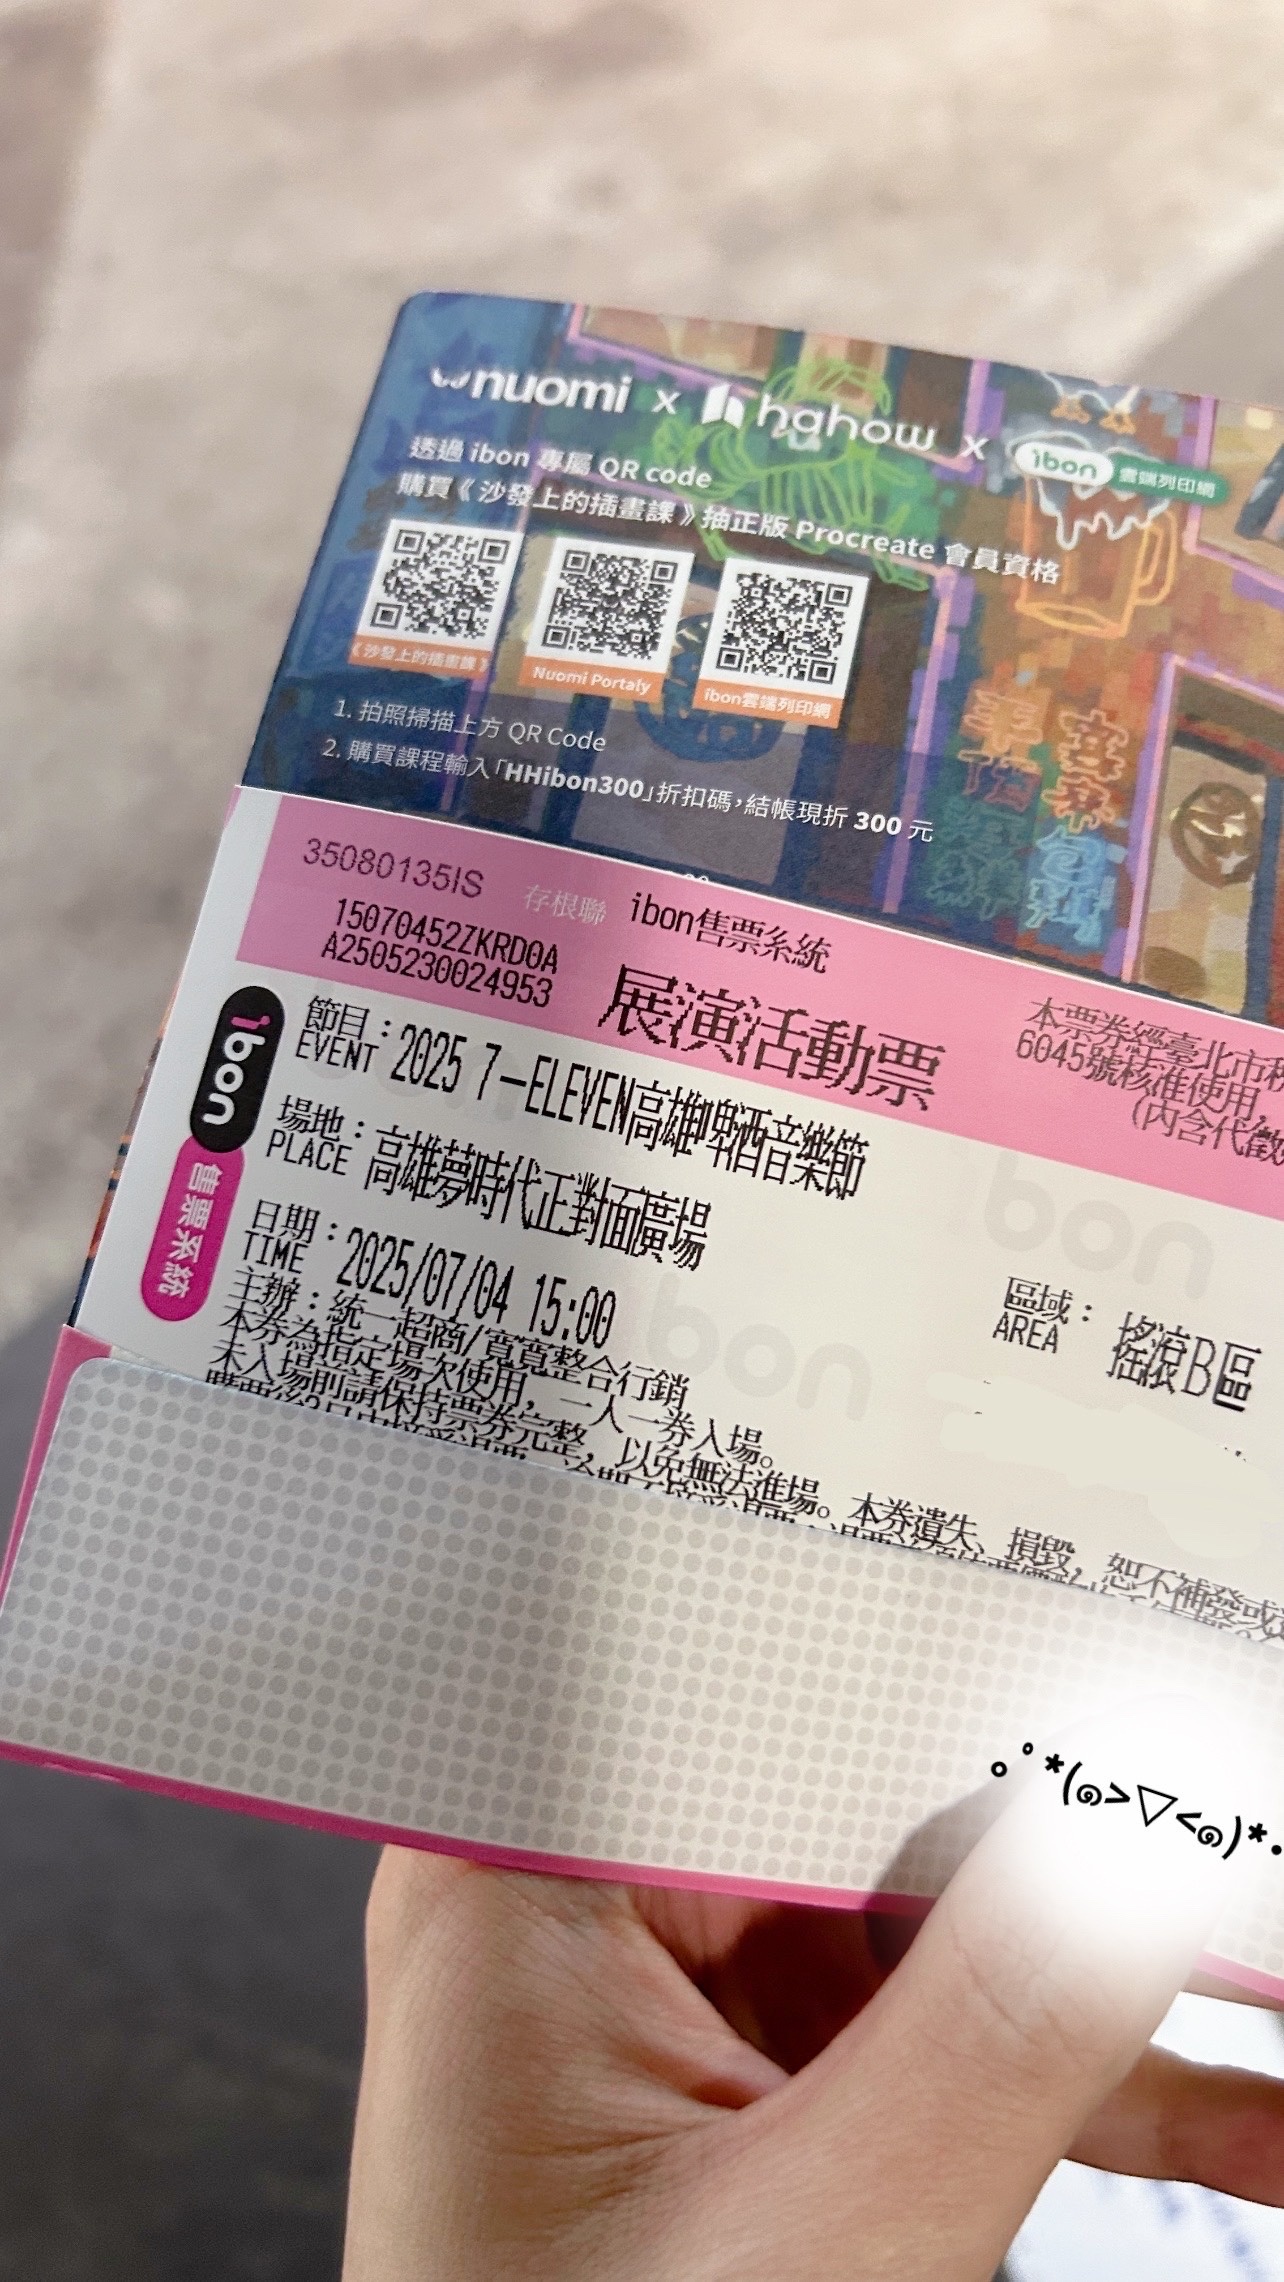 nuomi x hahow x ibon 雲端列印網
透過 ibon 專屬 QR code
購買《沙發上的插畫課》抽正版 Procreate 會員資格
《沙發上的插畫課》
Nuomi Portaly
ibon雲端列印網
1. 拍照掃描上方 QR Code
2. 購買課程輸入「HHibon300」折扣碼，結帳現折 300 元
35080135IS
存根聯
ibon售票系統
15070452ZKRD0A
A2505230024953
展演活動票
本票券經臺北市稅
6045號核准使用,
(內含代徵
ibon
售票系統
節目：2025 7-ELEVEN高雄啤酒音樂節
EVENT
場地：高雄夢時代正對面廣場
PLACE
日期：2025/07/04 15:00
TIME
區域：搖滾B區
AREA
主辦：統一超商/寬寬整合行銷
本券為指定場次使用，一人一券入場。
未入場前請保持票券完整，以免無法進場。本券遺失、損毀，恕不補發或
｡ﾟ*(๑>▽<๑)*